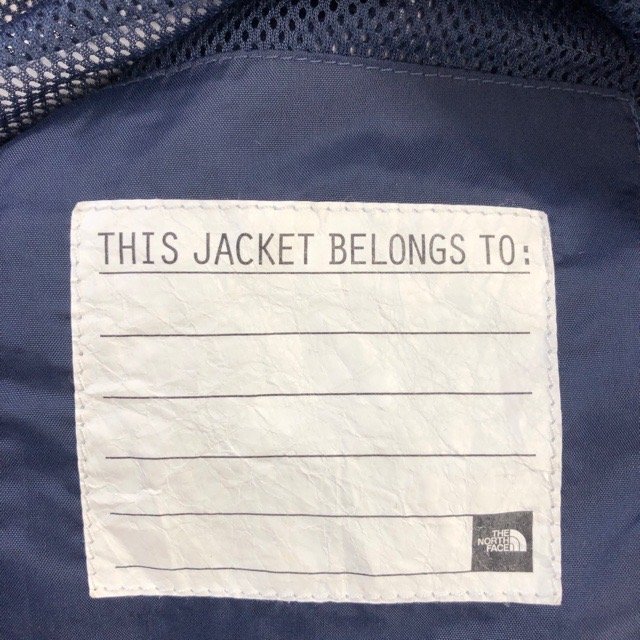 THIS JACKET BELONGS TO:
THE
NORTH
FACE